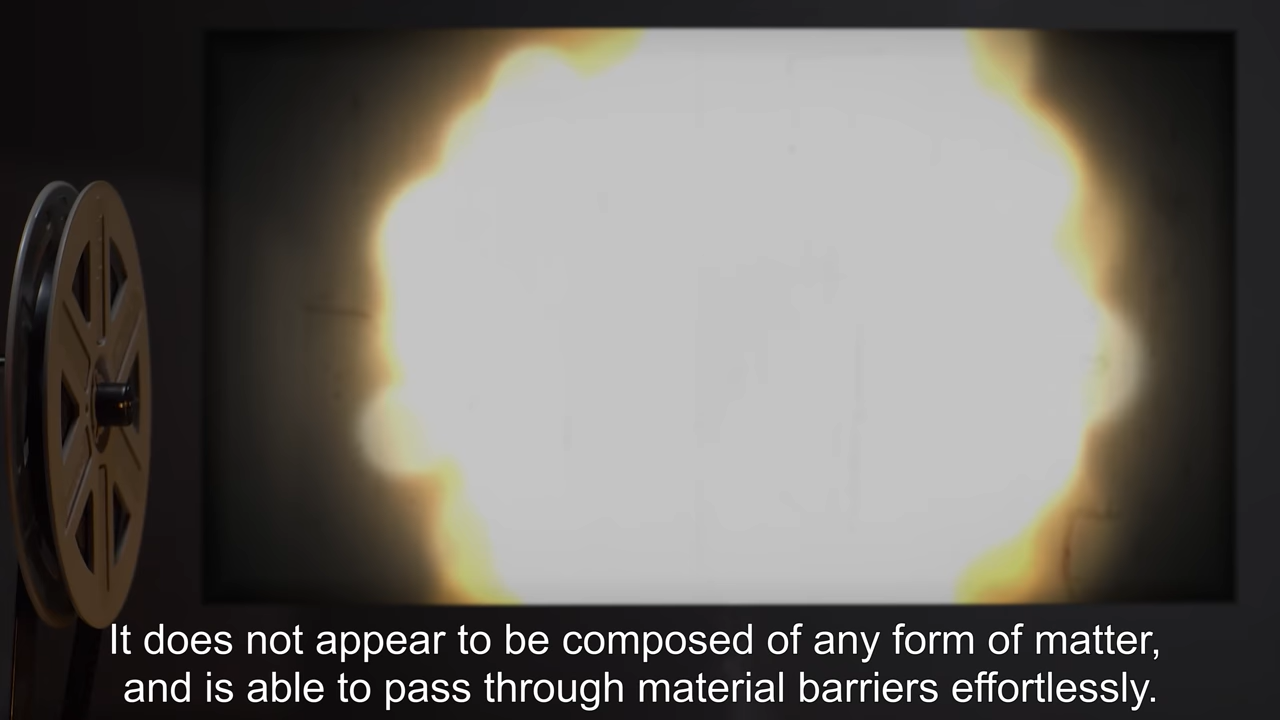 It does not appear to be composed of any form of matter,
and is able to pass through material barriers effortlessly.